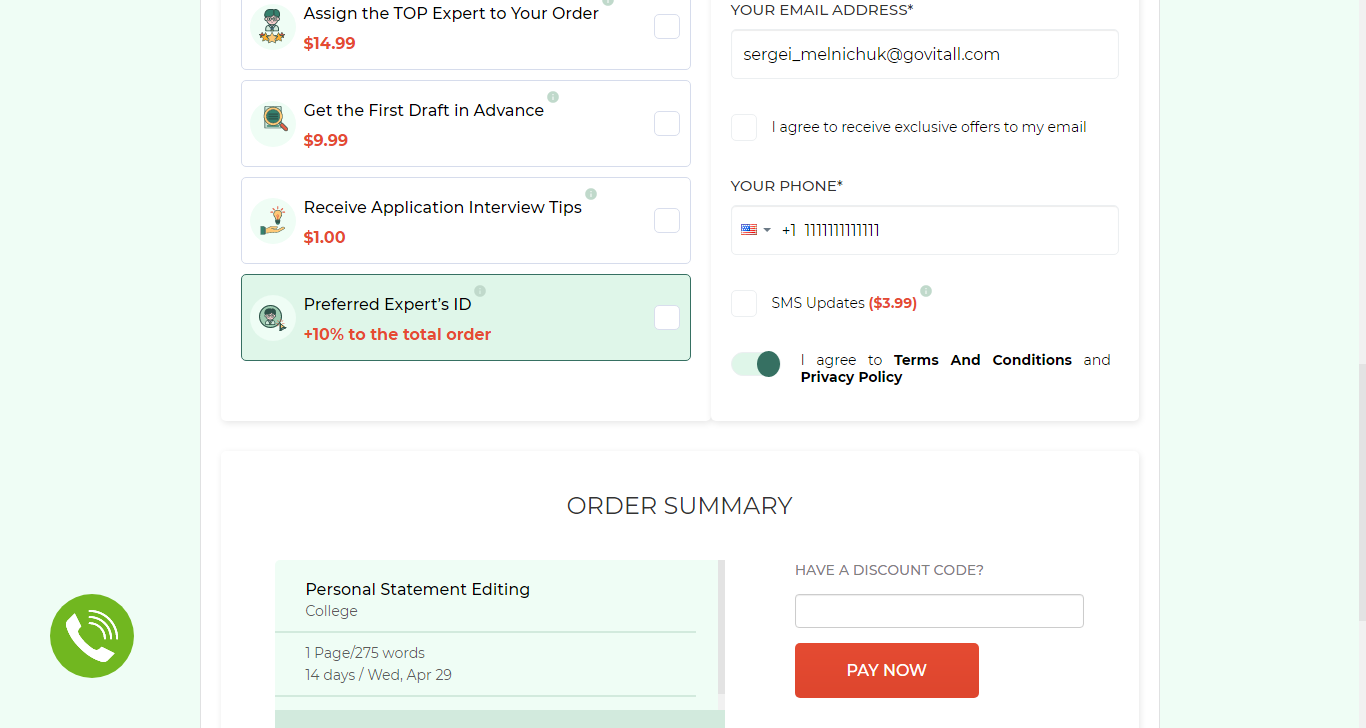 Assign the TOP Expert to Your Order
$14.99
Get the First Draft in Advance
$9.99
Receive Application Interview Tips
$1.00
Preferred Expert’s ID
+10% to the total order
YOUR EMAIL ADDRESS*
sergei_melnichuk@govitall.com
I agree to receive exclusive offers to my email
YOUR PHONE*
+1 1111111111111
SMS Updates ($3.99)
I agree to Terms And Conditions and
Privacy Policy
ORDER SUMMARY
Personal Statement Editing
College
1 Page/275 words
14 days / Wed, Apr 29
HAVE A DISCOUNT CODE?
PAY NOW